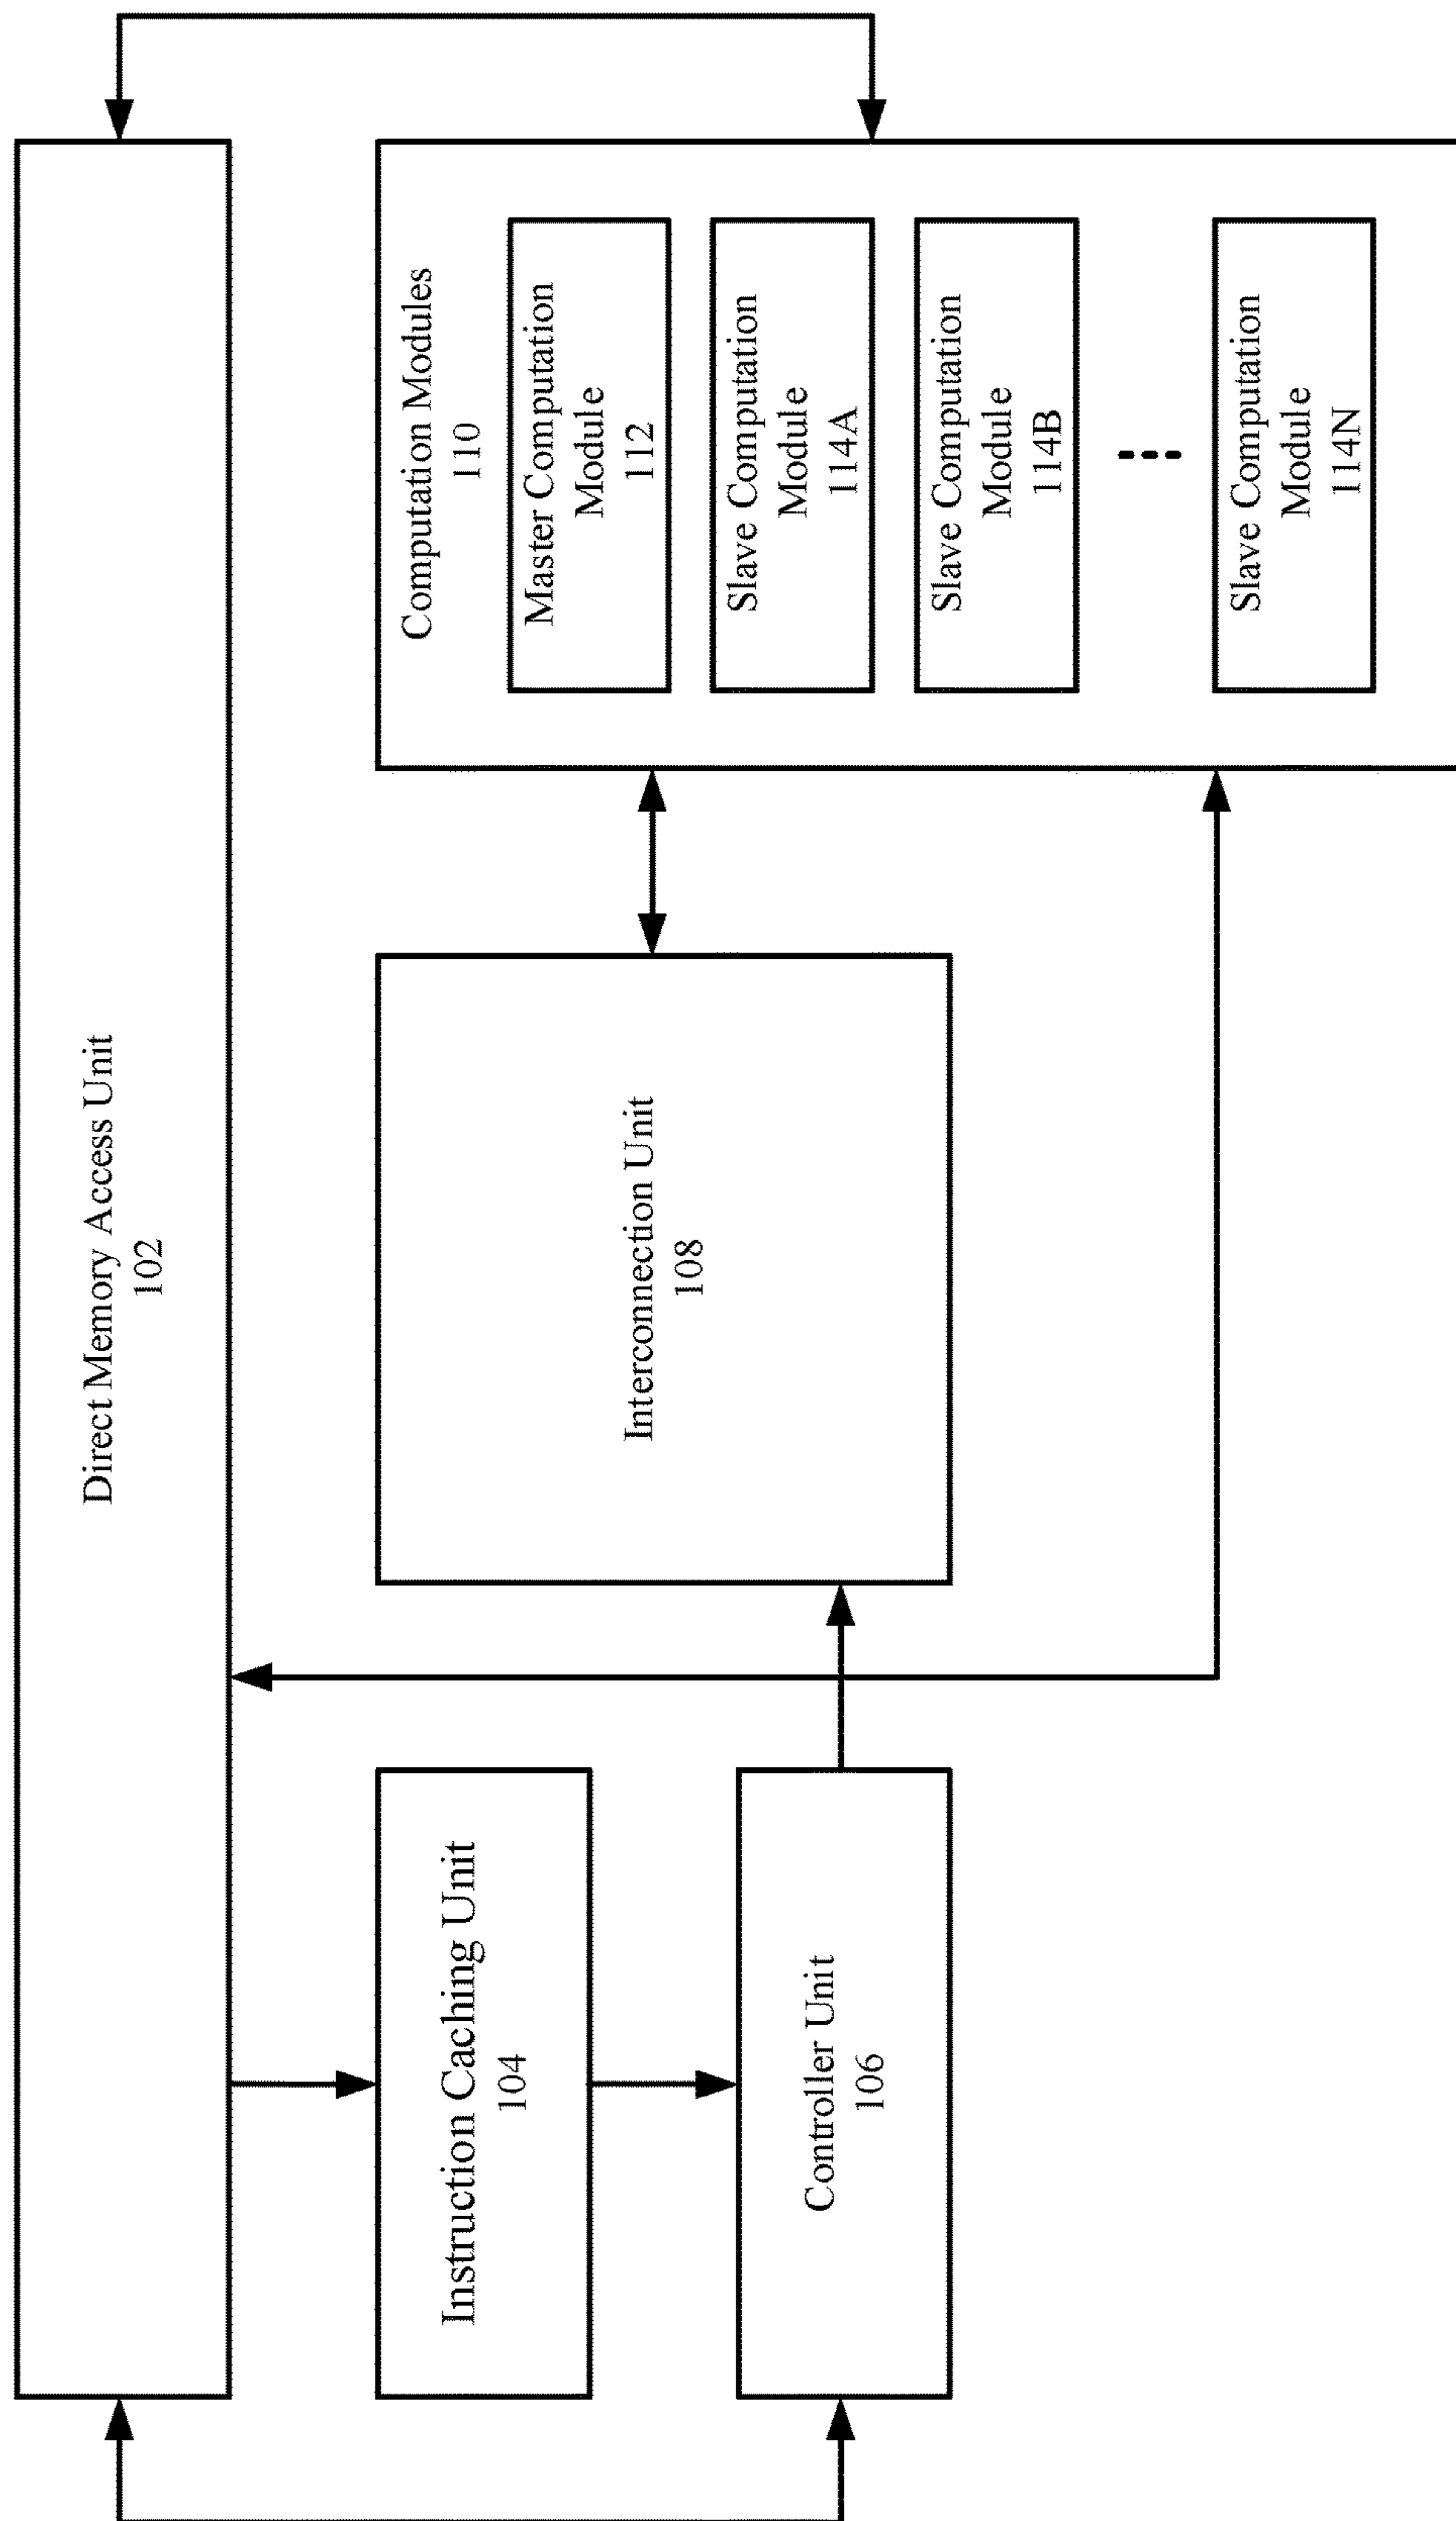 Direct Memory Access Unit
102
Instruction Caching Unit
104
Controller Unit
106
Interconnection Unit
108
Computation Modules
110
Master Computation
Module
112
Slave Computation
Module
114A
Slave Computation
Module
114B
Slave Computation
Module
114N